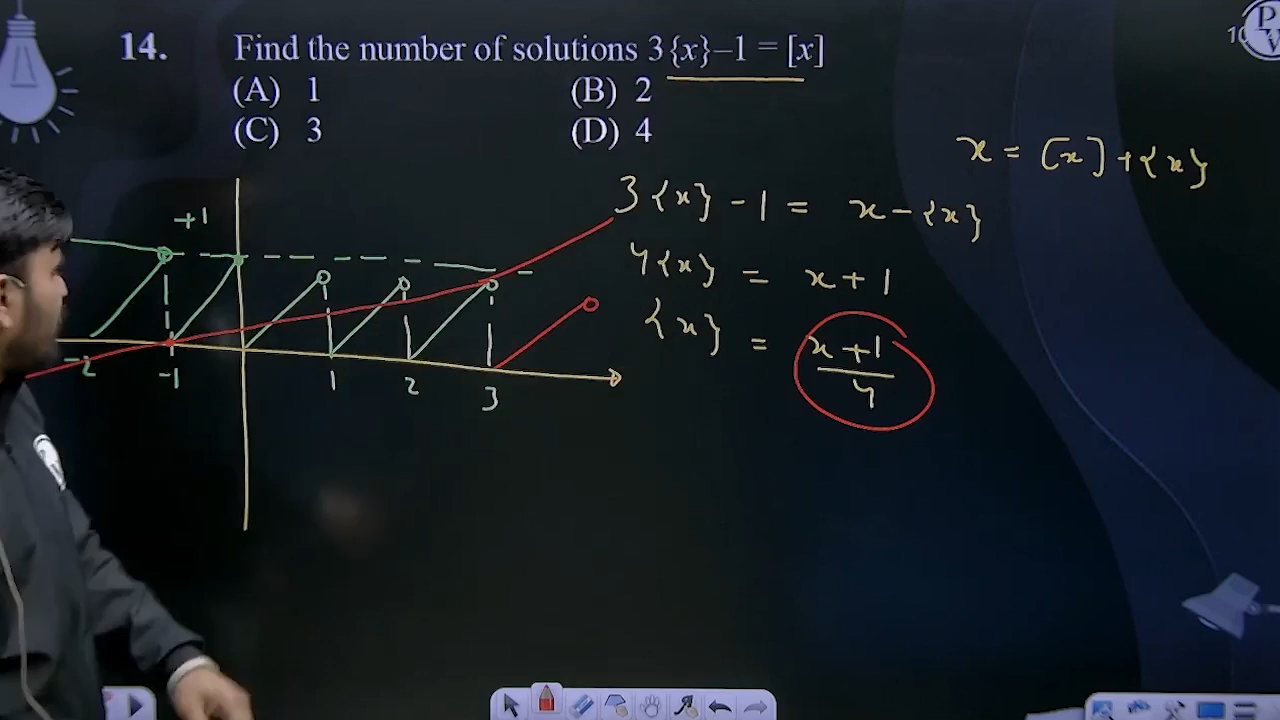 14. Find the number of solutions 3{x}–1 = [x]
(A) 1 (B) 2
(C) 3 (D) 4
x = [x] + {x}
3{x} - 1 = x - {x}
4{x} = x + 1
{x} = x+1/4
+1
-2 -1 1 2 3
PW